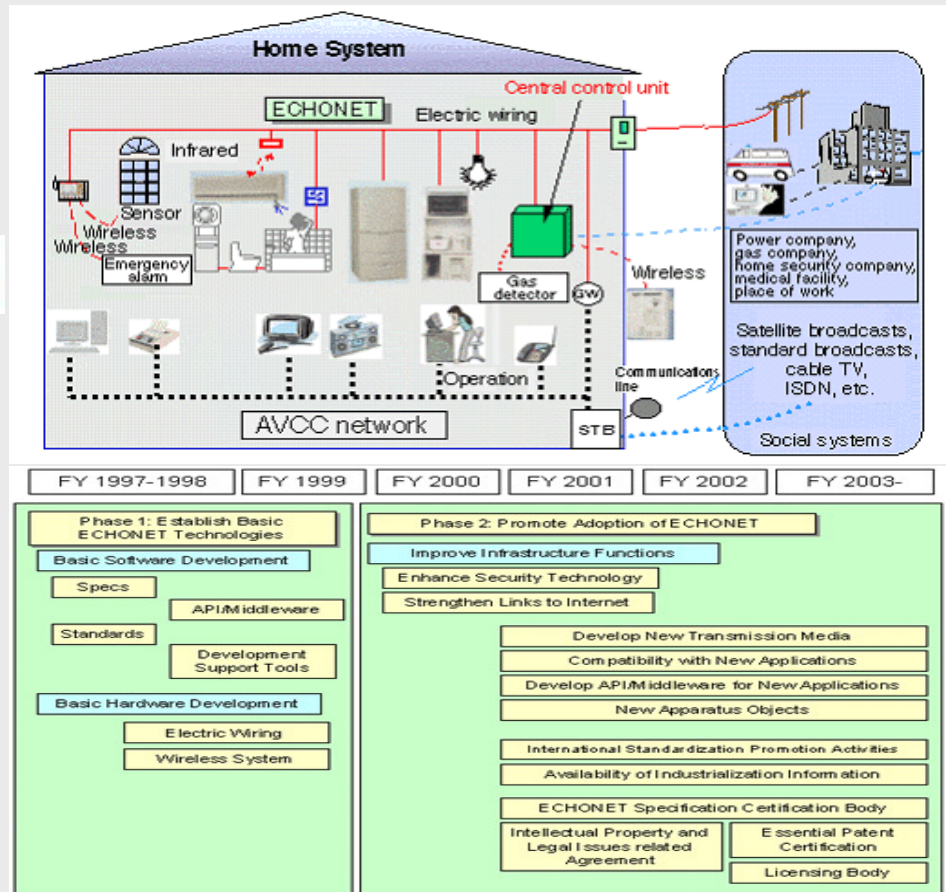 Home System
Central control unit
ECHONET
Electric wiring
Infrared
Sensor
Wireless
Wireless
Emergency
alarm
Gas
detector
GW
Wireless
Power company,
gas company,
home security company,
medical facility,
place of work
Satellite broadcasts,
standard broadcasts,
cable TV,
ISDN, etc.
Communications
line
Operation
AVCC network
STB
Social systems
FY 1997-1998
FY 1999
FY 2000
FY 2001
FY 2002
FY 2003-
Phase 1: Establish Basic
ECHONET Technologies
Basic Software Development
Specs
API/Middleware
Standards
Development
Support Tools
Basic Hardware Development
Electric Wiring
Wireless System
Phase 2: Promote Adoption of ECHONET
Improve Infrastructure Functions
Enhance Security Technology
Strengthen Links to Internet
Develop New Transmission Media
Compatibility with New Applications
Develop API/Middleware for New Applications
New Apparatus Objects
International Standardization Promotion Activities
Availability of Industrialization Information
ECHONET Specification Certification Body
Intellectual Property and
Legal Issues related
Agreement
Essential Patent
Certification
Licensing Body